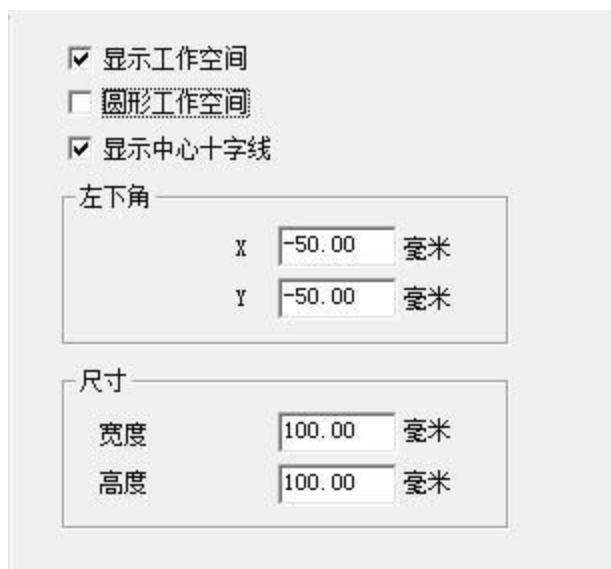 显示工作空间
圆形工作空间
显示中心十字线
左下角
X -50.00 毫米
Y -50.00 毫米
尺寸
宽度 100.00 毫米
高度 100.00 毫米